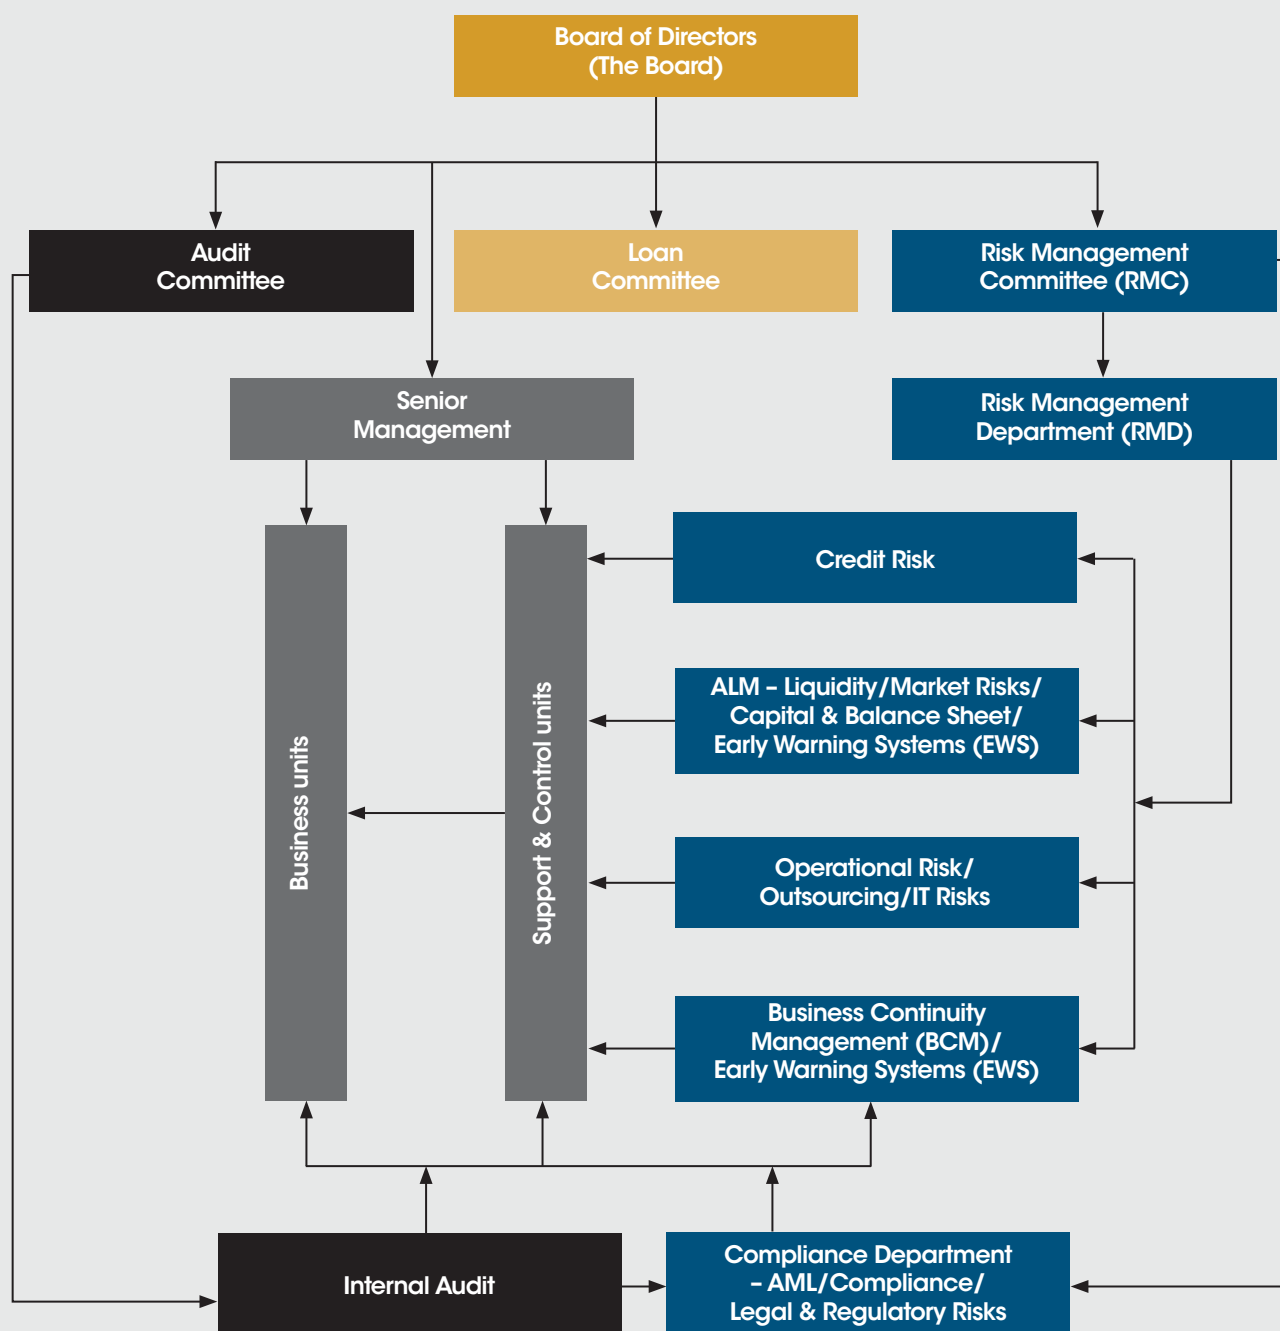 Board of Directors
(The Board)
Audit
Committee
Loan
Committee
Risk Management
Committee (RMC)
Senior
Management
Risk Management
Department (RMD)
Business units
Support & Control units
Credit Risk
ALM – Liquidity/Market Risks/
Capital & Balance Sheet/
Early Warning Systems (EWS)
Operational Risk/
Outsourcing/IT Risks
Business Continuity
Management (BCM)/
Early Warning Systems (EWS)
Internal Audit
Compliance Department
– AML/Compliance/
Legal & Regulatory Risks